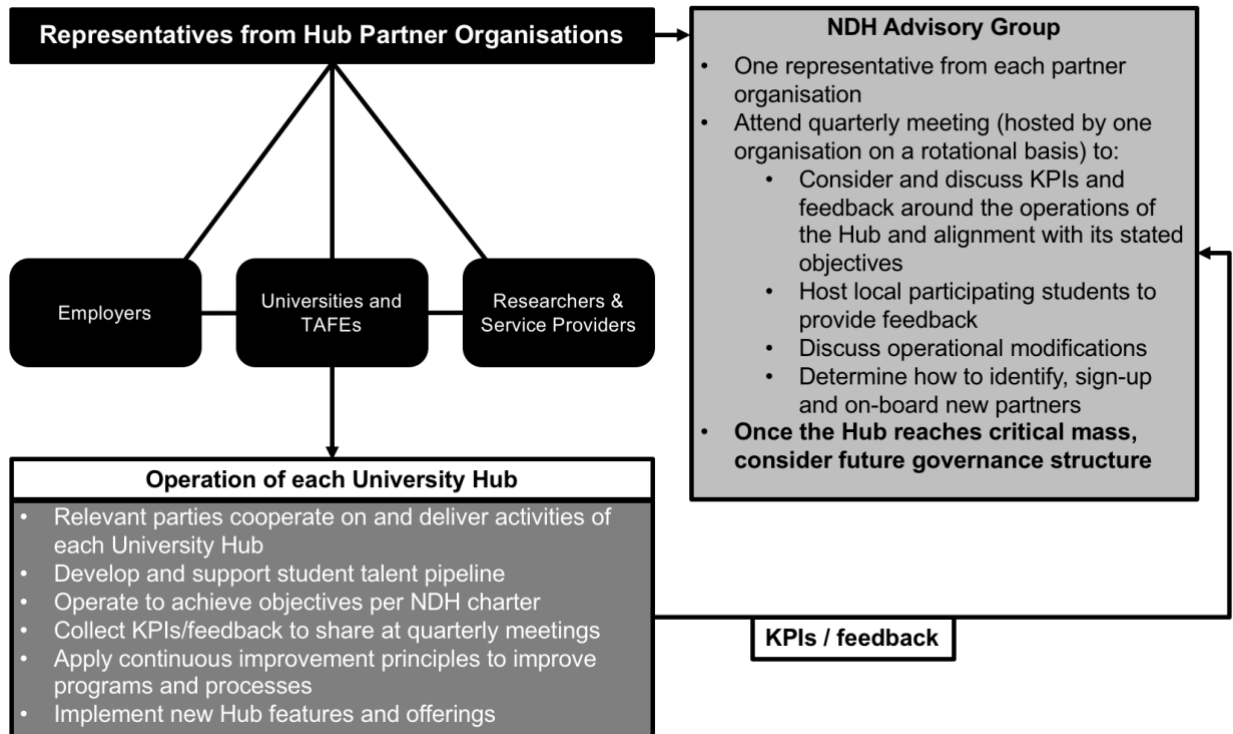 Representatives from Hub Partner Organisations
Employers
Universities and
TAFEs
Researchers &
Service Providers
Operation of each University Hub
• Relevant parties cooperate on and deliver activities of
each University Hub
• Develop and support student talent pipeline
• Operate to achieve objectives per NDH charter
• Collect KPIs/feedback to share at quarterly meetings
• Apply continuous improvement principles to improve
programs and processes
• Implement new Hub features and offerings
NDH Advisory Group
• One representative from each partner
organisation
• Attend quarterly meeting (hosted by one
organisation on a rotational basis) to:
• Consider and discuss KPIs and
feedback around the operations of
the Hub and alignment with its stated
objectives
• Host local participating students to
provide feedback
• Discuss operational modifications
• Determine how to identify, sign-up
and on-board new partners
• Once the Hub reaches critical mass,
consider future governance structure
KPIs / feedback